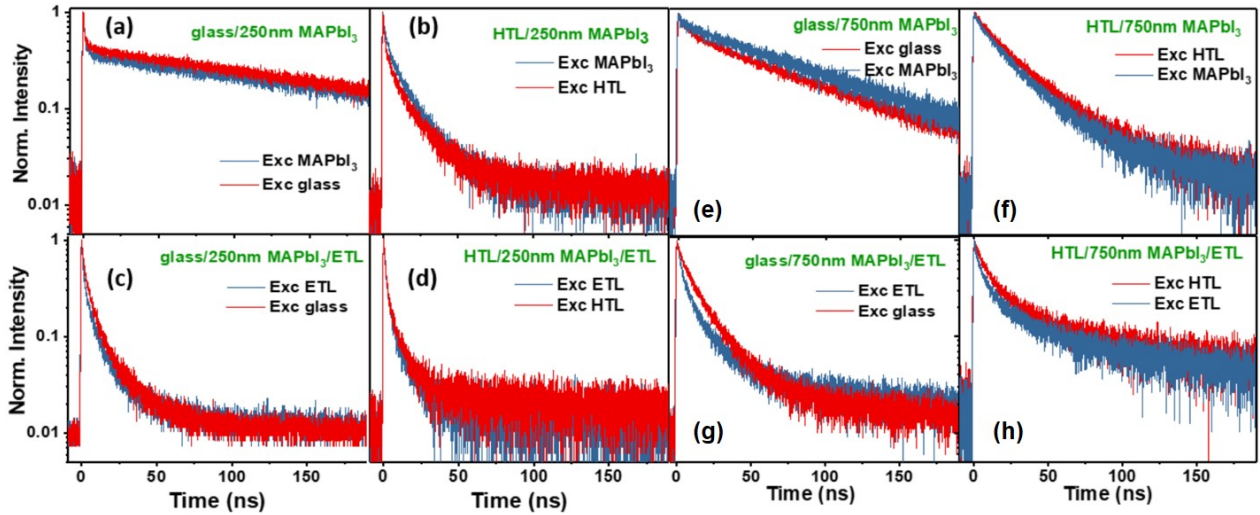 (a)
glass/250nm MAPbI₃
Exc MAPbI₃
Exc glass
(b)
HTL/250nm MAPbI₃
Exc MAPbI₃
Exc HTL
glass/750nm MAPbI₃
Exc glass
Exc MAPbI₃
(e)
HTL/750nm MAPbI₃
Exc HTL
Exc MAPbI₃
(f)
Norm. Intensity
1
0.1
0.01
(c)
glass/250nm MAPbI₃/ETL
Exc ETL
Exc glass
(d)
HTL/250nm MAPbI₃/ETL
Exc ETL
Exc HTL
glass/750nm MAPbI₃/ETL
Exc ETL
Exc glass
(g)
HTL/750nm MAPbI₃/ETL
Exc HTL
Exc ETL
(h)
Norm. Intensity
1
0.1
0.01
0 50 100 150
0 50 100 150
0 50 100 150
0 50 100 150
Time (ns)
Time (ns)
Time (ns)
Time (ns)